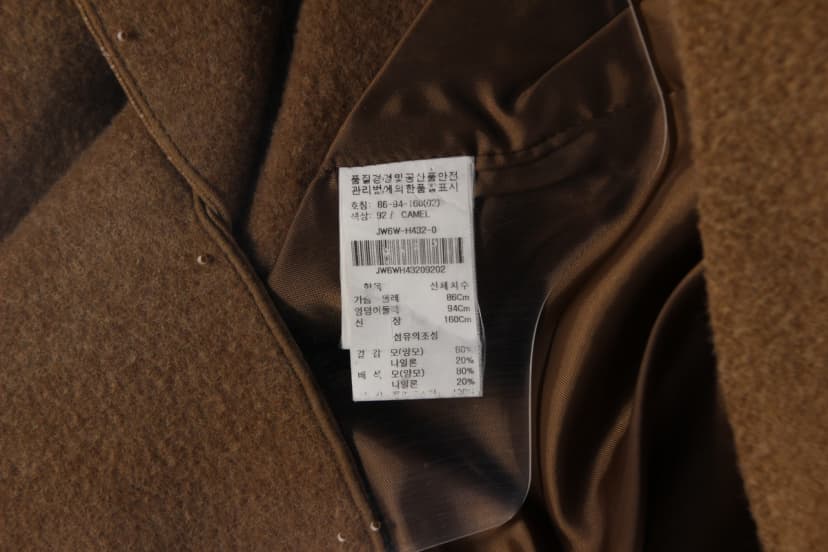 품질경영및공산품안전
관리법에의한품질표시
호칭: 86-94-160(92)
색상: 92 / CAMEL
JW6W-H432-0
JW6WH43209202
항목 신체치수
가슴둘레 86Cm
엉덩이둘레 94Cm
신 장 160Cm
섬유의조성
겉 감 모(양모) 80%
나일론 20%
배 색 모(양모) 80%
나일론 20%